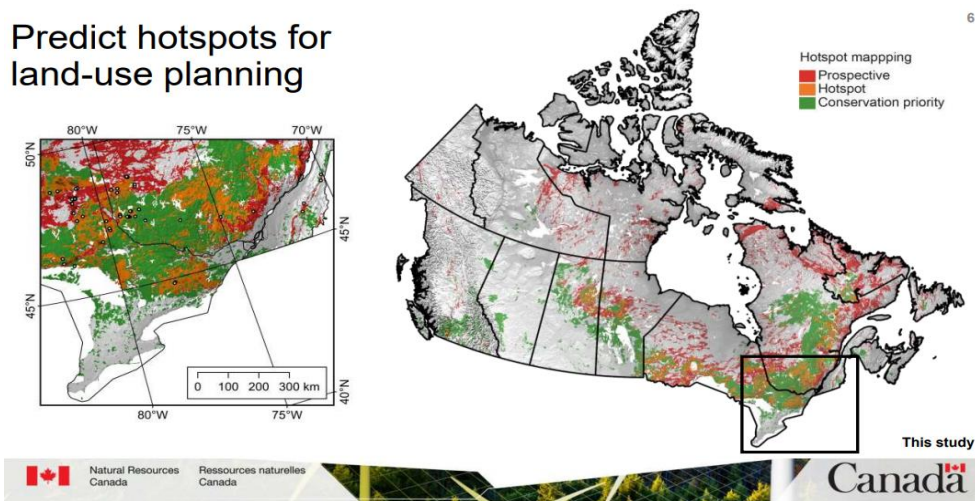 Predict hotspots for
land-use planning
6
Hotspot mappping
Prospective
Hotspot
Conservation priority
80°W
75°W
70°W
50°N
45°N
45°N
40°N
0 100 200 300 km
80°W
75°W
This study
Natural Resources
Canada
Ressources naturelles
Canada
Canada